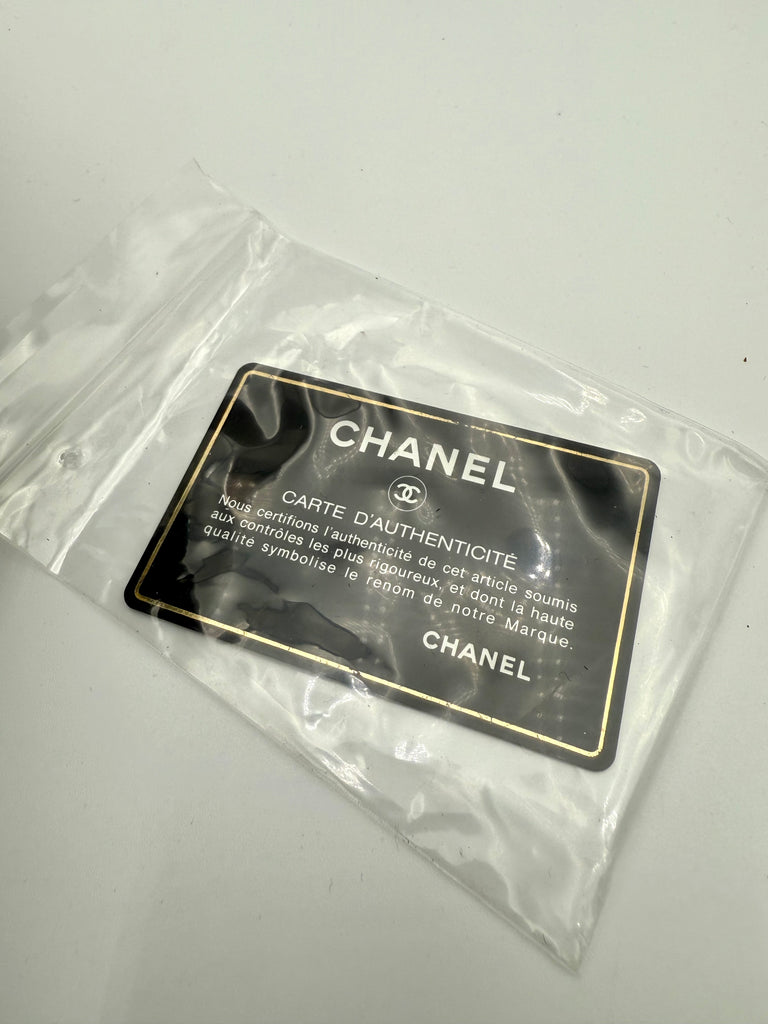 CHANEL
CARTE D'AUTHENTICITÉ
Nous certifions l'authenticité de cet article soumis
aux contrôles les plus rigoureux, et dont la haute
qualité symbolise le renom de notre Marque.
CHANEL